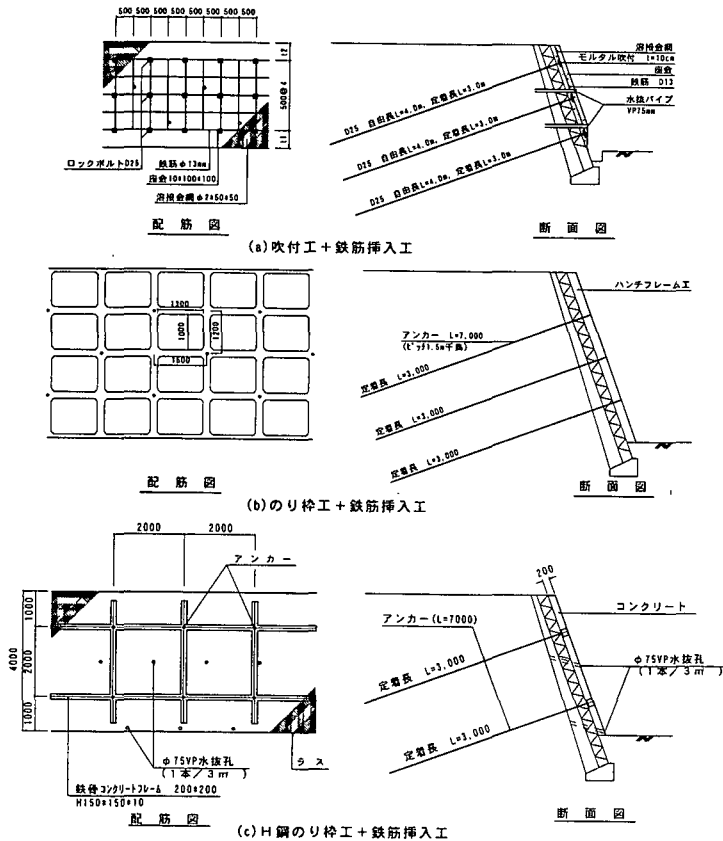 500 500 500 500 500 500 500 500
500@4
ロックボルトD25
鉄筋φ13mm
座金10*100*100
溶接金網φ2*50*50
配筋図
溶接金網
モルタル吹付 t=10cm
座金
鉄筋 D13
水抜パイプ
VP75mm
D25 自由長L=4.0m, 定着長L=3.0m
D25 自由長L=4.0m, 定着長L=3.0m
D25 自由長L=4.0m, 定着長L=3.0m
断面図
(a)吹付工+鉄筋挿入工
1000
1200
配筋図
ハンチフレーム工
アンカー L=7,000
(ピッチ1.5m千鳥)
定着長 L=3,000
定着長 L=3,000
定着長 L=3,000
断面図
(b)のり枠工+鉄筋挿入工
2000 2000
アンカー
1000
4000
2000
1000
φ75VP水抜孔
(1本/3㎡)
ラス
鉄骨コンクリートフレーム 200*200
H150*150*10
配筋図
200
コンクリート
アンカー(L=7000)
φ75VP水抜孔
(1本/3㎡)
定着長 L=3,000
定着長 L=3,000
断面図
(c)H鋼のり枠工+鉄筋挿入工